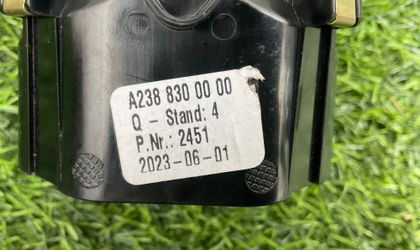 A238 830 00 00
Q - Stand: 4
P.Nr.: 2451
2023-06-01